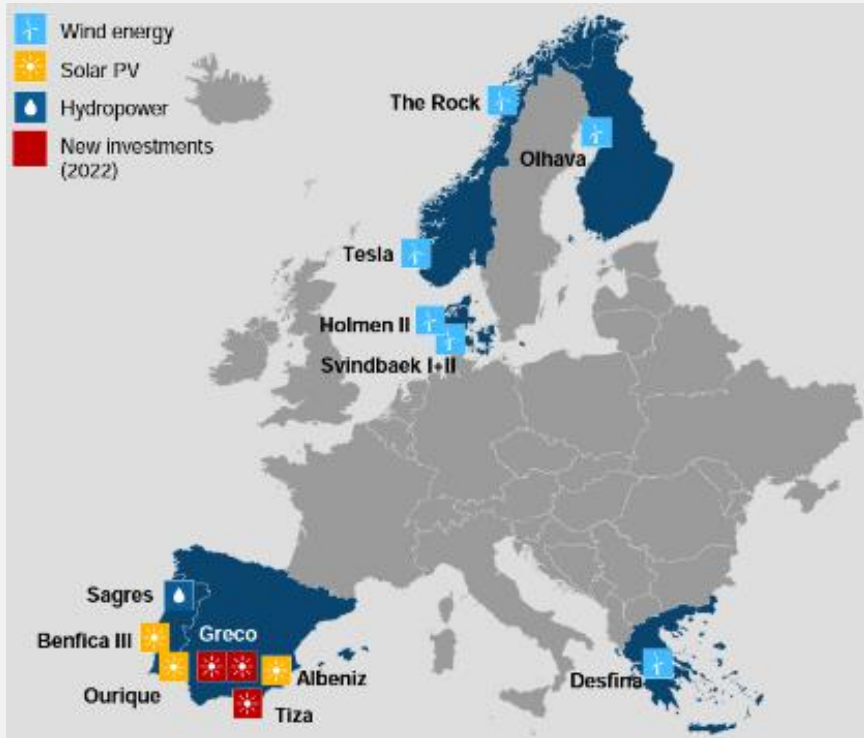 Wind energy
Solar PV
Hydropower
New investments
(2022)
The Rock
Olhava
Tesla
Holmen II
Svindbaek I+II
Sagres
Benfica III
Greco
Ourique
Albeniz
Tiza
Desfina